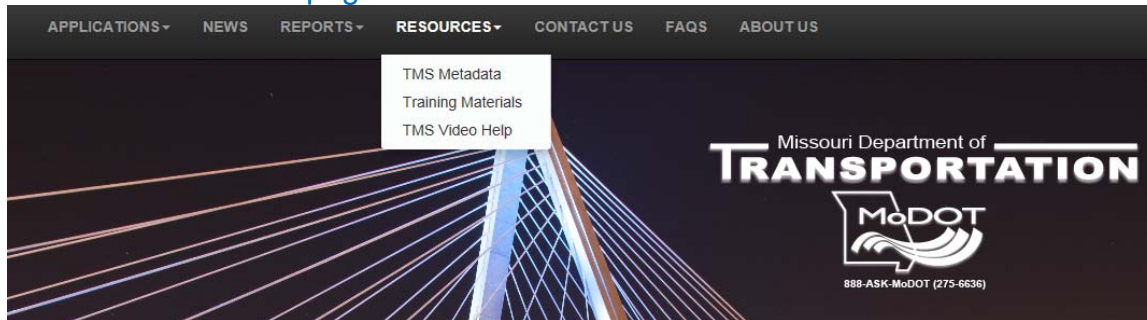 APPLICATIONS NEWS REPORTS RESOURCES CONTACT US FAQS ABOUT US
TMS Metadata
Training Materials
TMS Video Help
Missouri Department of
TRANSPORTATION
MoDOT
888-ASK-MoDOT (275-6636)